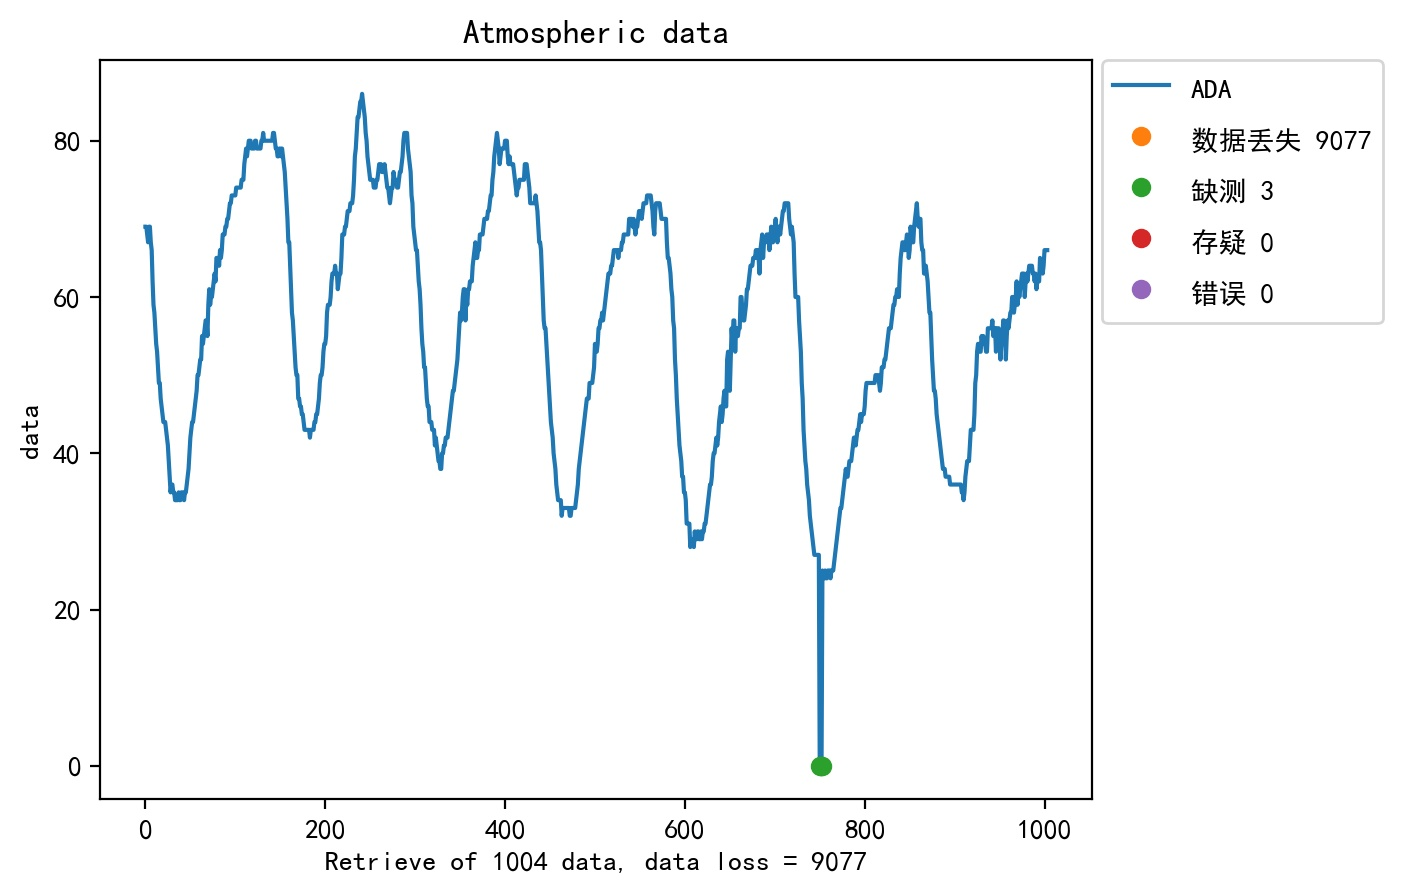 Atmospheric data
ADA
数据丢失 9077
缺测 3
存疑 0
错误 0
data
80
60
40
20
0
0 200 400 600 800 1000
Retrieve of 1004 data, data loss = 9077